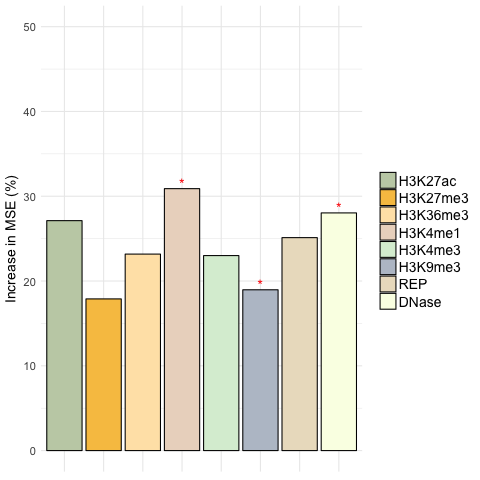 50
40
30
20
10
0
Increase in MSE (%)
*
*
*
H3K27ac
H3K27me3
H3K36me3
H3K4me1
H3K4me3
H3K9me3
REP
DNase